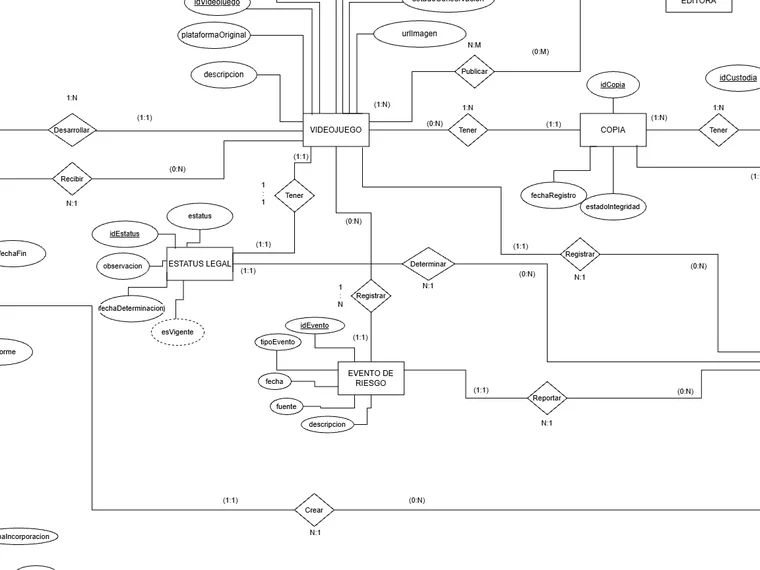 idVideojuego
EDITORA
plataformaOriginal
urlImagen
N:M
(0:M)
Publicar
descripcion
idCopia
idCustodia
1:N
(1:N)
1:N
1:N
(1:1)
(0:N)
(1:1)
(1:N)
Desarrollar
VIDEOJUEGO
Tener
COPIA
Tener
(1:1)
(0:N)
Recibir
N:1
1
:
1
Tener
fechaRegistro
estadoIntegridad
(1:
estatus
(0:N)
idEstatus
(1:1)
(1:1)
Registrar
N:1
(0:N)
fechaFin
observacion
ESTATUS LEGAL
(1:1)
Determinar
N:1
(0:N)
fechaDeterminacion
1
:
N
Registrar
esVigente
idEvento
(1:1)
tipoEvento
orme
EVENTO DE
RIESGO
fecha
fuente
descripcion
(1:1)
Reportar
(0:N)
N:1
(1:1)
Crear
(0:N)
N:1
naIncorporacion